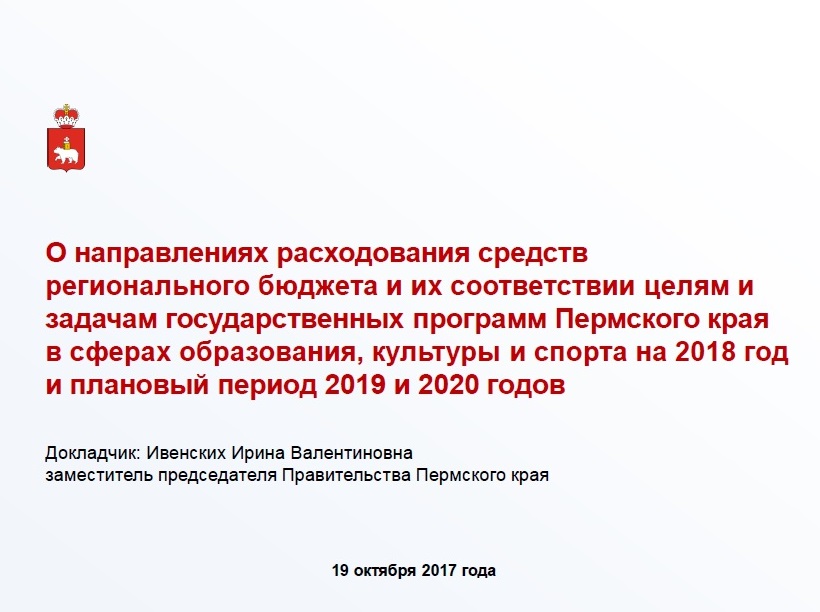 О направлениях расходования средств
регионального бюджета и их соответствии целям и
задачам государственных программ Пермского края
в сферах образования, культуры и спорта на 2018 год
и плановый период 2019 и 2020 годов
Докладчик: Ивенских Ирина Валентиновна
заместитель председателя Правительства Пермского края
19 октября 2017 года